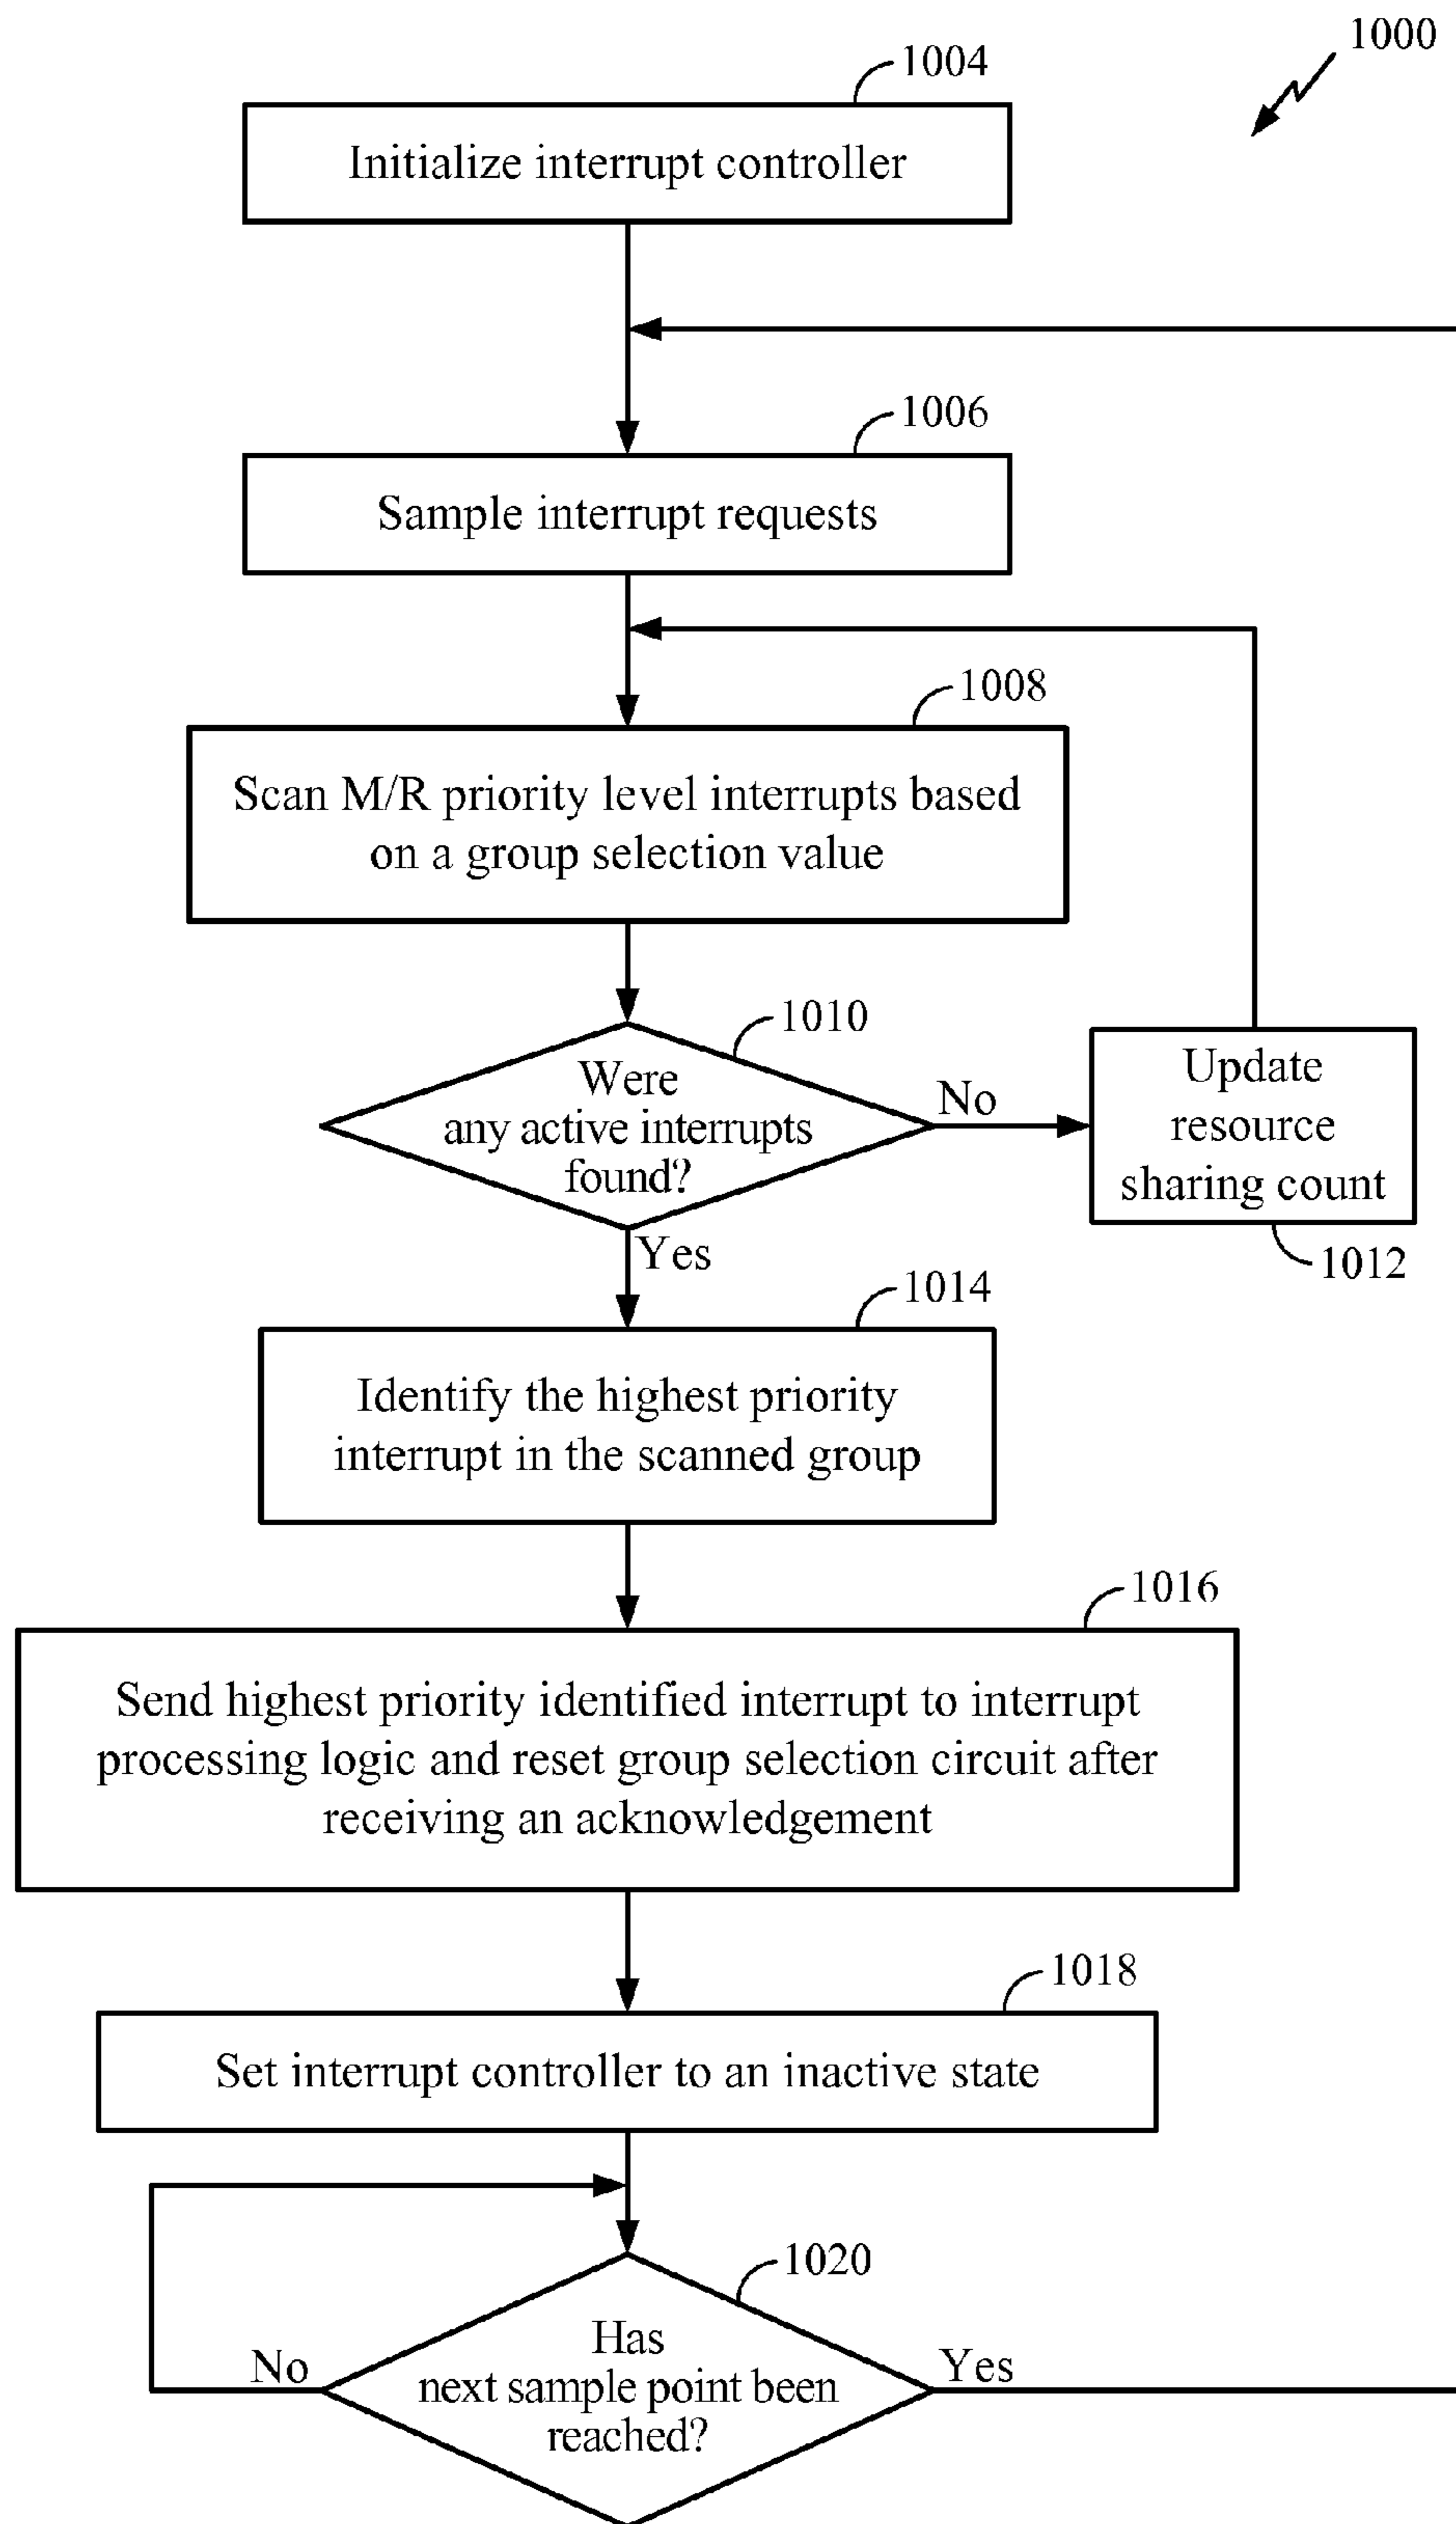 1000
1004
Initialize interrupt controller
1006
Sample interrupt requests
1008
Scan M/R priority level interrupts based
on a group selection value
1010
Were
any active interrupts
found?
No
Update
resource
sharing count
1012
Yes
1014
Identify the highest priority
interrupt in the scanned group
1016
Send highest priority identified interrupt to interrupt
processing logic and reset group selection circuit after
receiving an acknowledgement
1018
Set interrupt controller to an inactive state
1020
Has
next sample point been
reached?
No
Yes